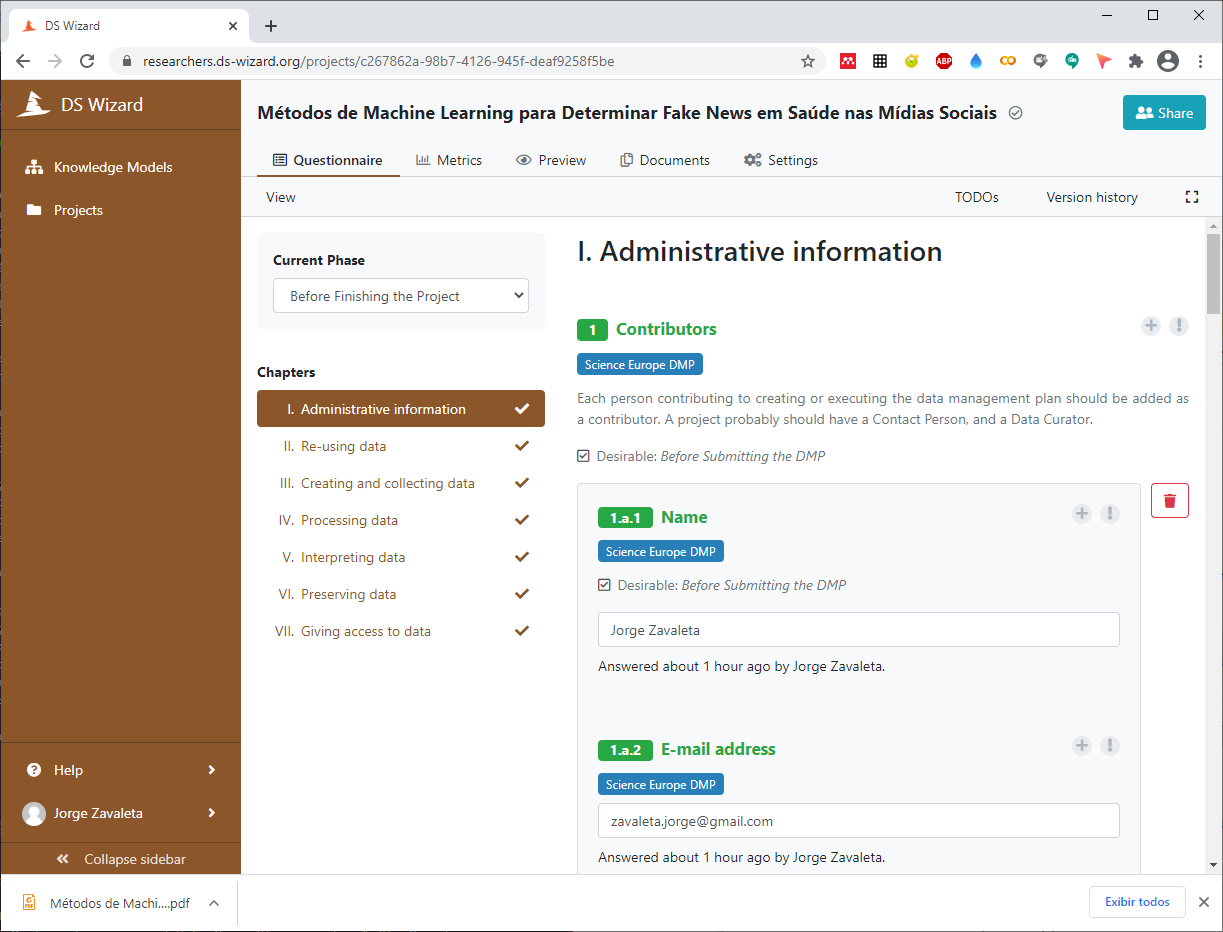 DS Wizard
researchers.ds-wizard.org/projects/c267862a-98b7-4126-945f-deaf9258f5be
ABP
DS Wizard
Knowledge Models
Projects
Help
Jorge Zavaleta
Collapse sidebar
Métodos de Machine Learning para Determinar Fake News em Saúde nas Mídias Sociais
Share
Questionnaire Metrics Preview Documents Settings
View TODOs Version history
Current Phase
Before Finishing the Project
Chapters
I. Administrative information
II. Re-using data
III. Creating and collecting data
IV. Processing data
V. Interpreting data
VI. Preserving data
VII. Giving access to data
I. Administrative information
1 Contributors
Science Europe DMP
Each person contributing to creating or executing the data management plan should be added as
a contributor. A project probably should have a Contact Person, and a Data Curator.
Desirable: Before Submitting the DMP
1.a.1 Name
Science Europe DMP
Desirable: Before Submitting the DMP
Jorge Zavaleta
Answered about 1 hour ago by Jorge Zavaleta.
1.a.2 E-mail address
Science Europe DMP
zavaleta.jorge@gmail.com
Answered about 1 hour ago by Jorge Zavaleta.
Métodos de Machi....pdf
Exibir todos